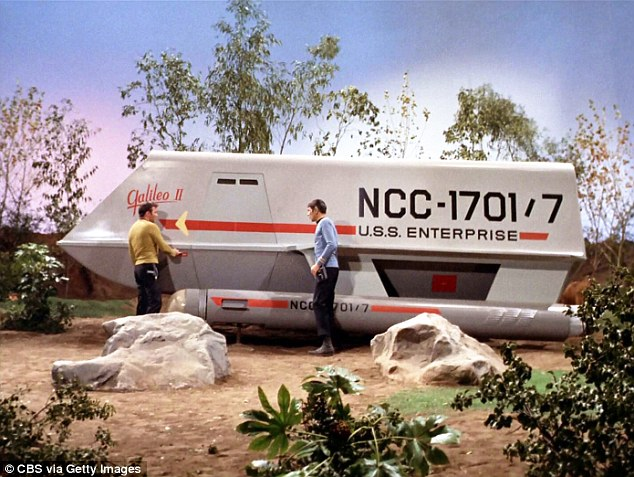 Galileo II
NCC-1701/7
U.S.S. ENTERPRISE
NCC-1701/7
© CBS via Getty Images